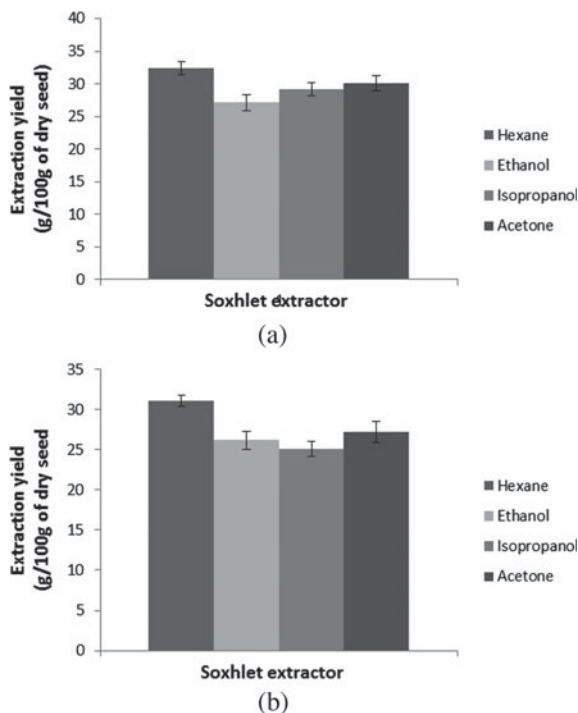 Extraction yield
(g/100g of dry seed)
40
35
30
25
20
15
10
5
0
Soxhlet extractor
Hexane
Ethanol
Isopropanol
Acetone
(a)
Extraction yield
(g/100g of dry seed
35
30
25
20
15
10
5
0
Soxhlet extractor
Hexane
Ethanol
Isopropanol
Acetone
(b)